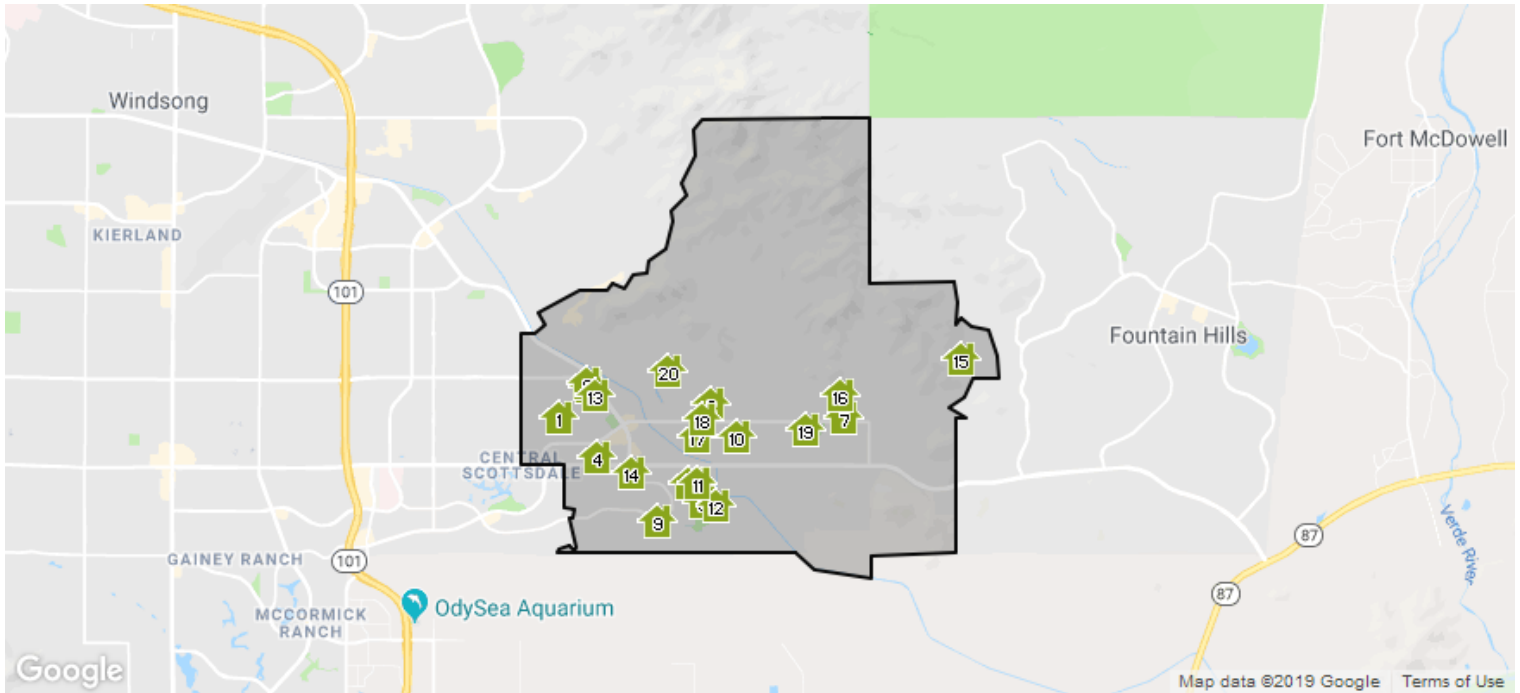 Windsong
Fort McDowell
KIERLAND
101
Fountain Hills
15
20
13
16
1
18
7
17
10
19
CENTRAL
SCOTTSDALE
4
14
11
12
9
Verde River
87
GAINEY RANCH
101
87
MCCORMICK
RANCH
OdySea Aquarium
Google
Map data ©2019 Google
Terms of Use